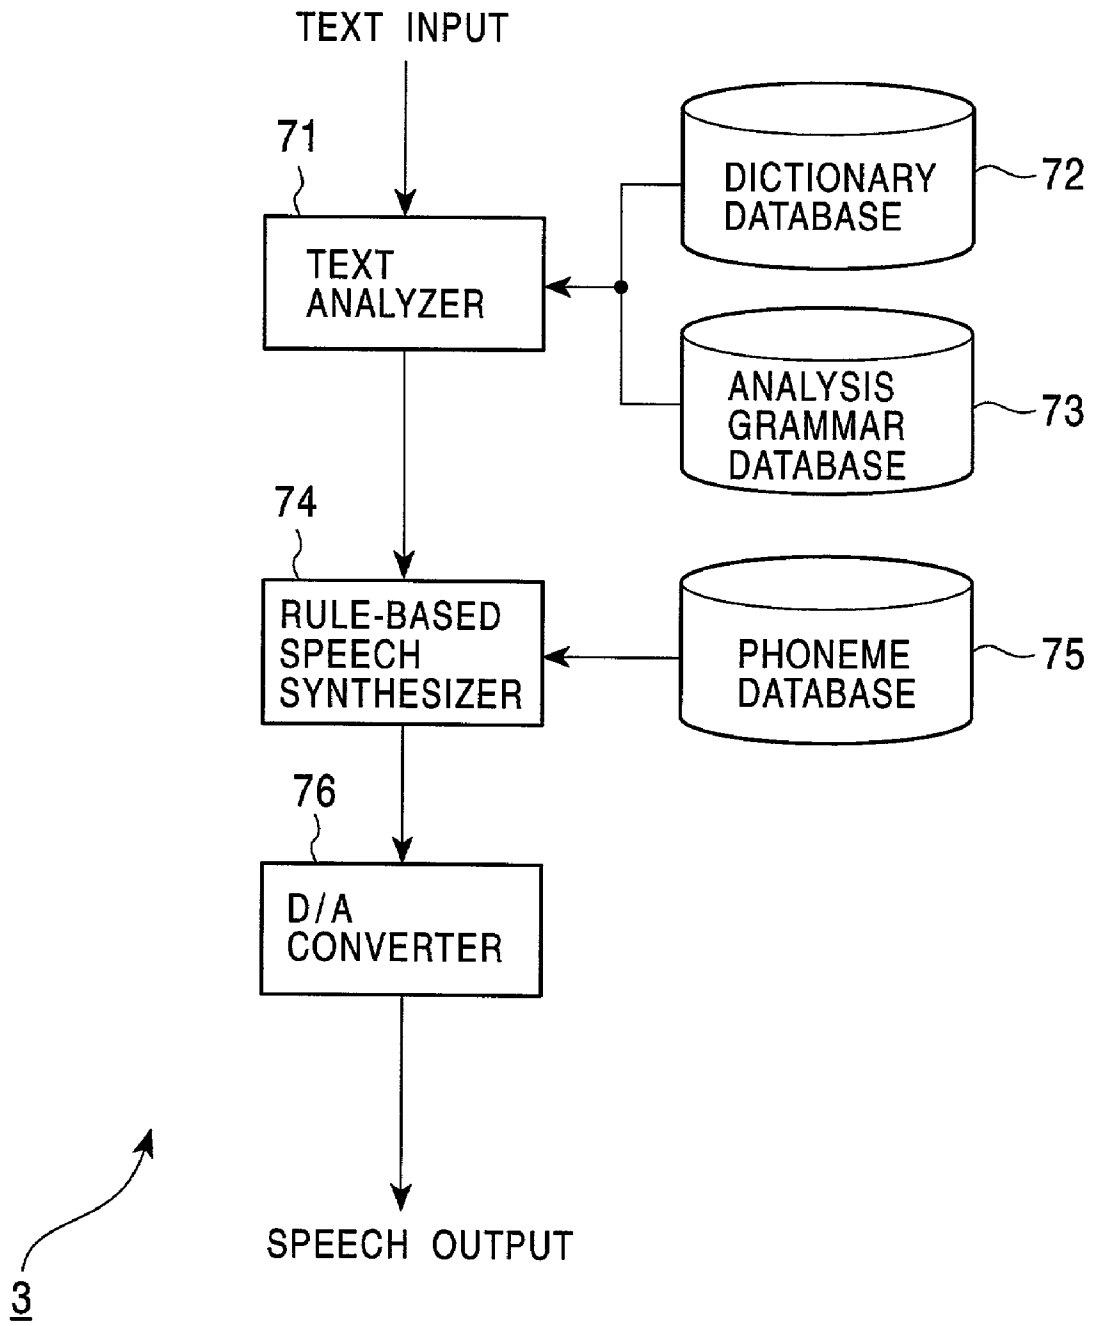 TEXT INPUT
71
TEXT
ANALYZER
DICTIONARY
DATABASE
72
ANALYSIS
GRAMMAR
DATABASE
73
74
RULE-BASED
SPEECH
SYNTHESIZER
PHONEME
DATABASE
75
76
D/A
CONVERTER
SPEECH OUTPUT
3